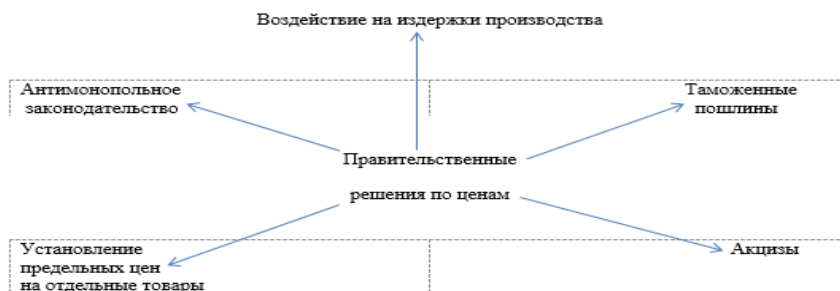 Воздействие на издержки производства
Антимонопольное
законодательство
Таможенные
пошлины
Правительственные
решения по ценам
Установление
предельных цен
на отдельные товары
Акцизы